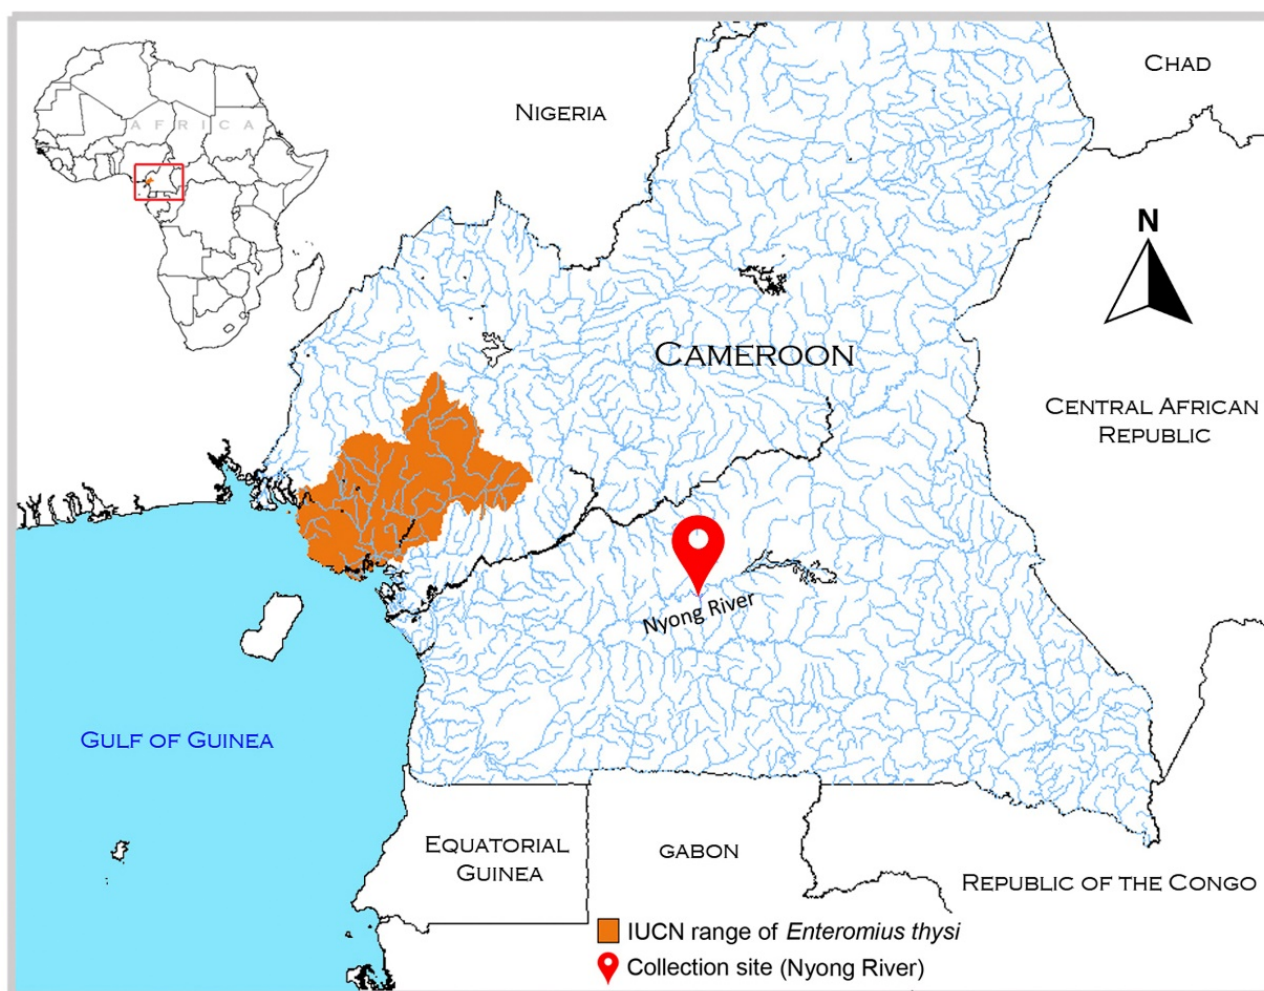 CHAD
NIGERIA
AFRICA
N
CAMEROON
CENTRAL AFRICAN
REPUBLIC
Nyong River
GULF OF GUINEA
EQUATORIAL
GUINEA
GABON
REPUBLIC OF THE CONGO
IUCN range of Enteromius thysi
Collection site (Nyong River)